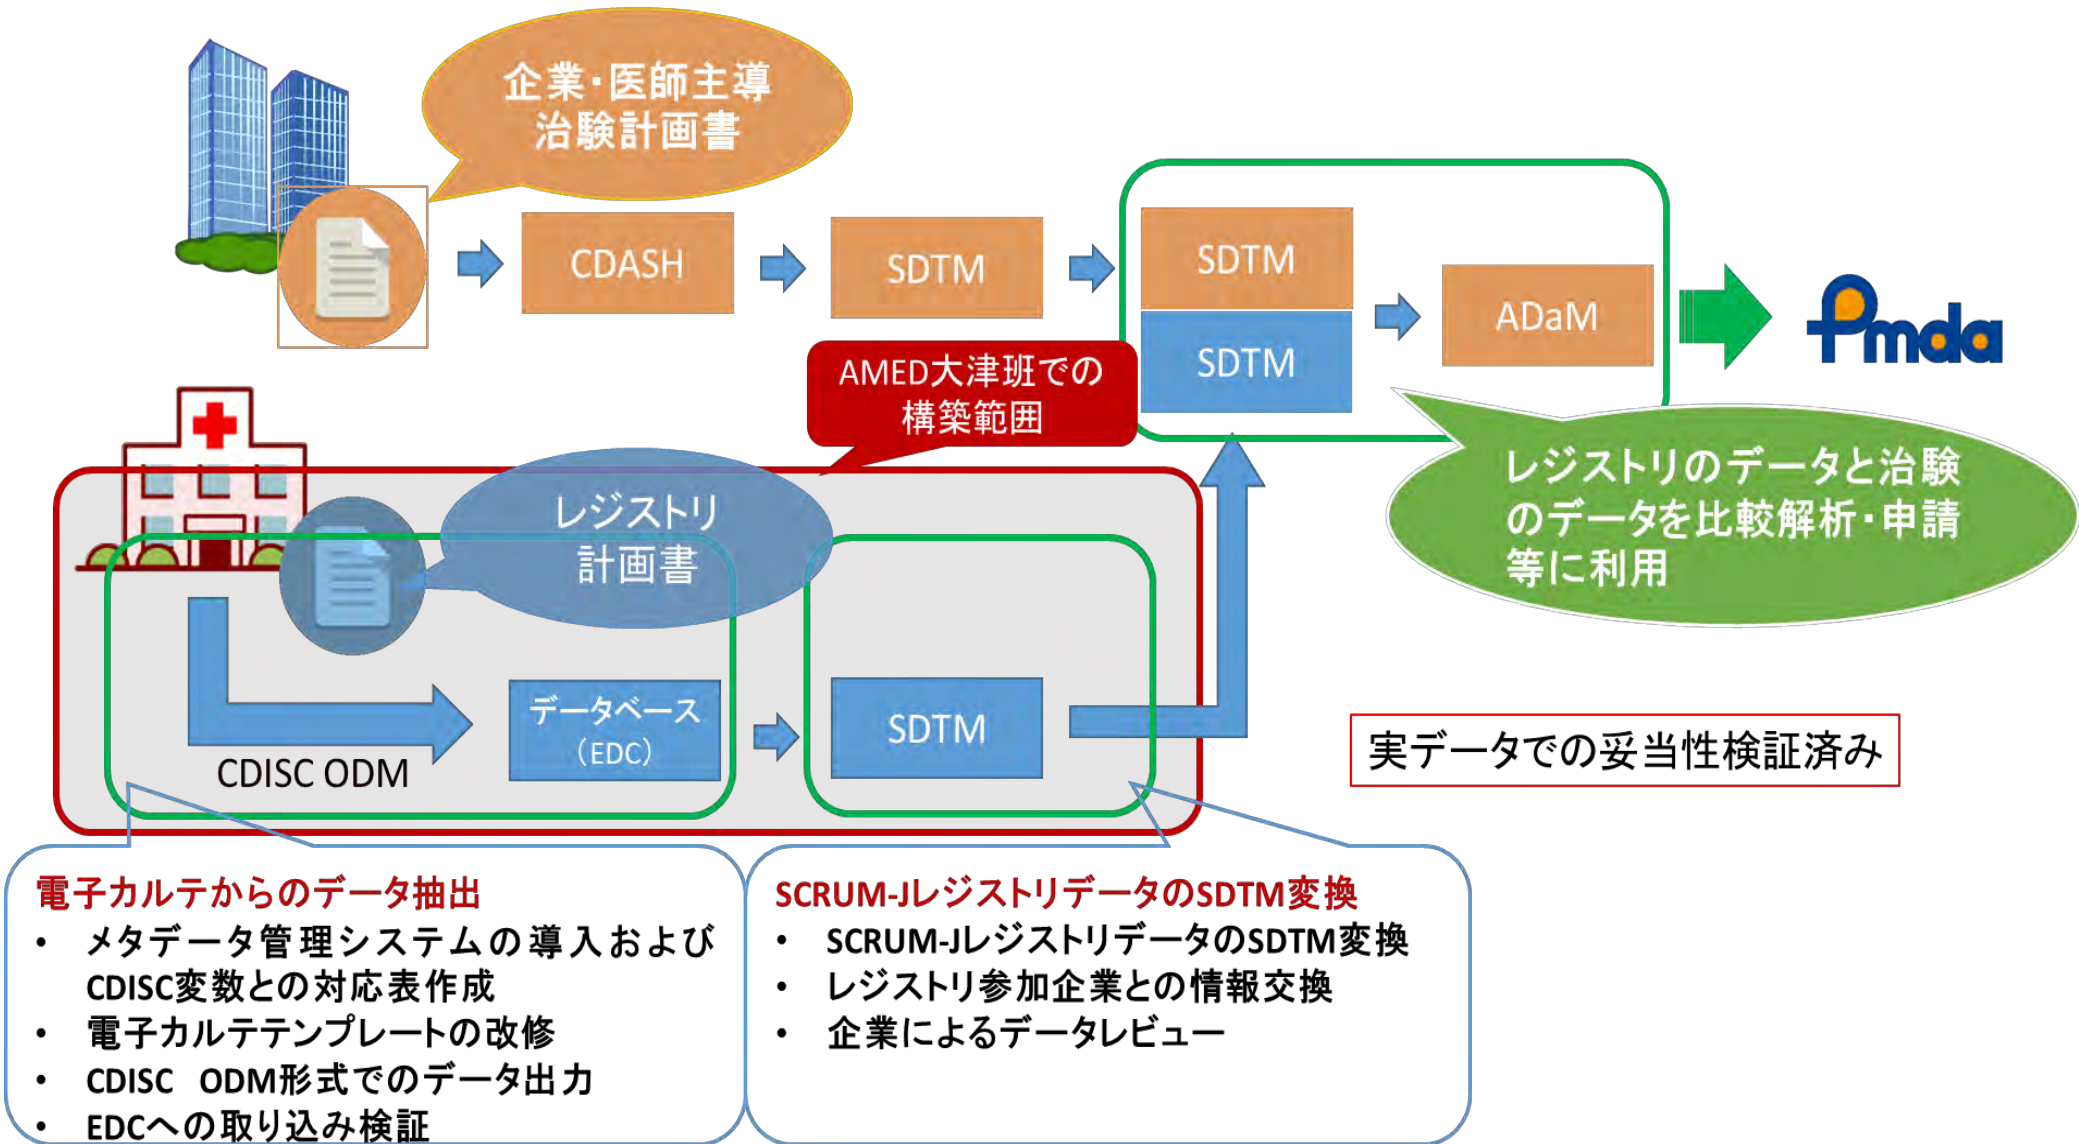 企業・医師主導
治験計画書
CDASH
SDTM
SDTM
SDTM
ADaM
Pmda
AMED大津班での
構築範囲
レジストリのデータと治験
のデータを比較解析・申請
等に利用
レジストリ
計画書
データベース
（EDC）
SDTM
CDISC ODM
実データでの妥当性検証済み
電子カルテからのデータ抽出
• メタデータ管理システムの導入および
CDISC変数との対応表作成
• 電子カルテテンプレートの改修
• CDISC ODM形式でのデータ出力
• EDCへの取り込み検証
SCRUM-JレジストリデータのSDTM変換
• SCRUM-JレジストリデータのSDTM変換
• レジストリ参加企業との情報交換
• 企業によるデータレビュー